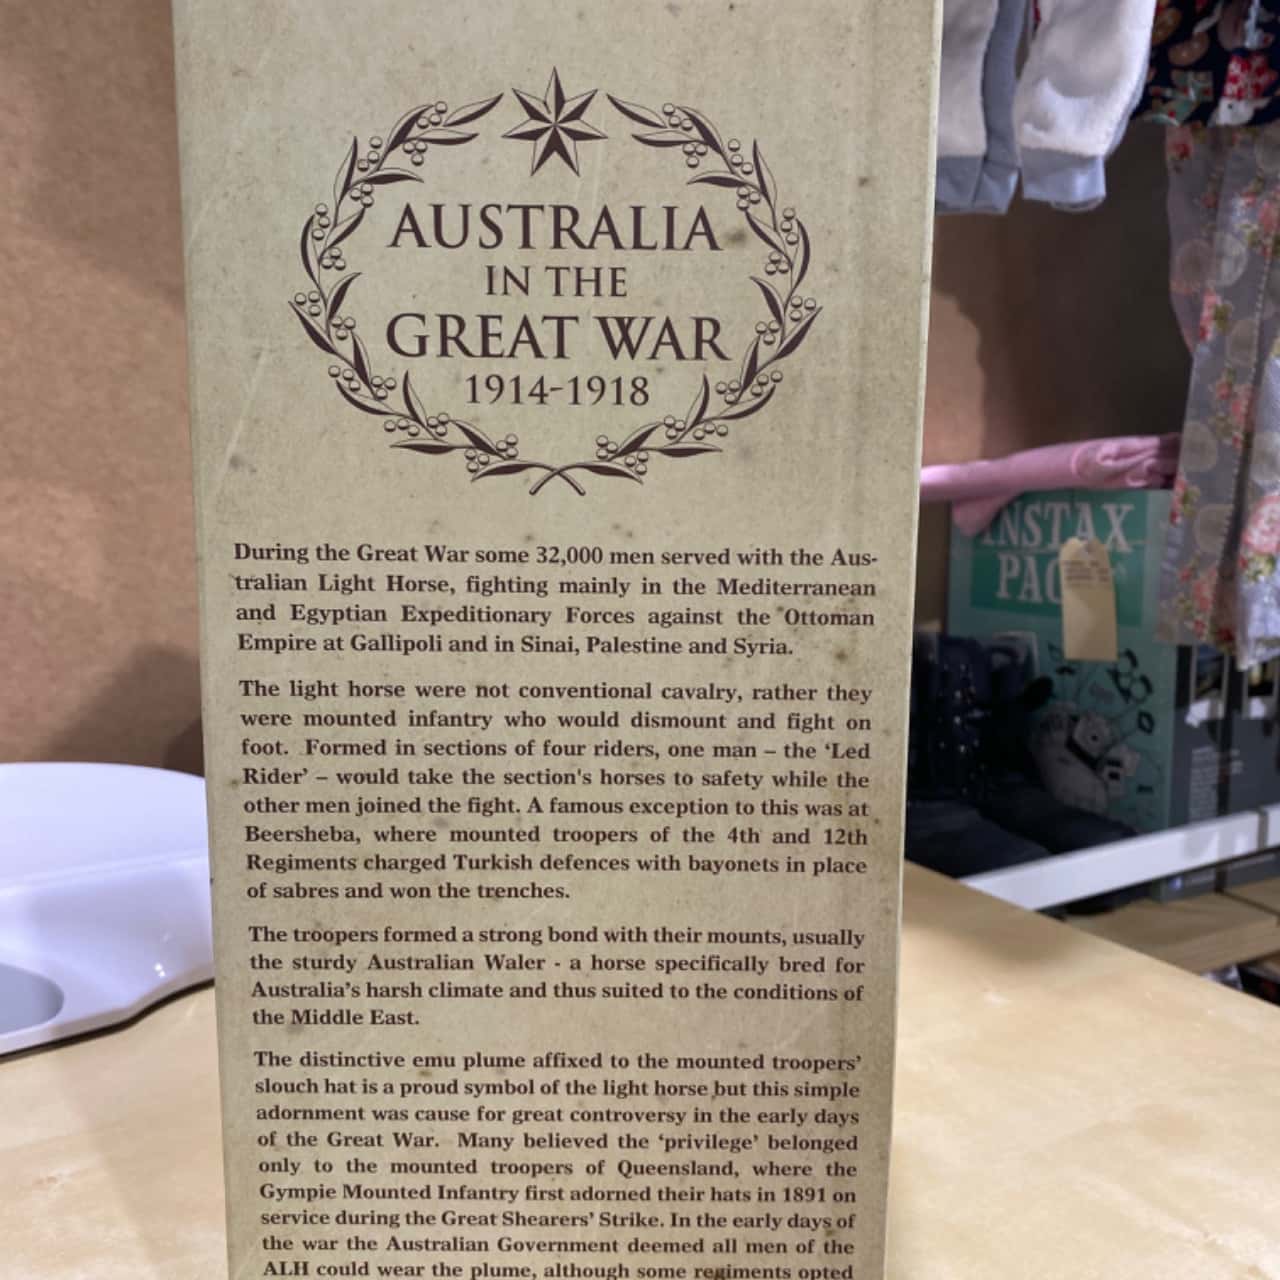 AUSTRALIA
IN THE
GREAT WAR
1914-1918
During the Great War some 32,000 men served with the Aus-
tralian Light Horse, fighting mainly in the Mediterranean
and Egyptian Expeditionary Forces against the Ottoman
Empire at Gallipoli and in Sinai, Palestine and Syria.
The light horse were not conventional cavalry, rather they
were mounted infantry who would dismount and fight on
foot. Formed in sections of four riders, one man – the ‘Led
Rider’ – would take the section's horses to safety while the
other men joined the fight. A famous exception to this was at
Beersheba, where mounted troopers of the 4th and 12th
Regiments charged Turkish defences with bayonets in place
of sabres and won the trenches.
The troopers formed a strong bond with their mounts, usually
the sturdy Australian Waler - a horse specifically bred for
Australia’s harsh climate and thus suited to the conditions of
the Middle East.
The distinctive emu plume affixed to the mounted troopers’
slouch hat is a proud symbol of the light horse but this simple
adornment was cause for great controversy in the early days
of the Great War. Many believed the ‘privilege’ belonged
only to the mounted troopers of Queensland, where the
Gympie Mounted Infantry first adorned their hats in 1891 on
service during the Great Shearers’ Strike. In the early days of
the war the Australian Government deemed all men of the
ALH could wear the plume, although some regiments opted
INSTAX